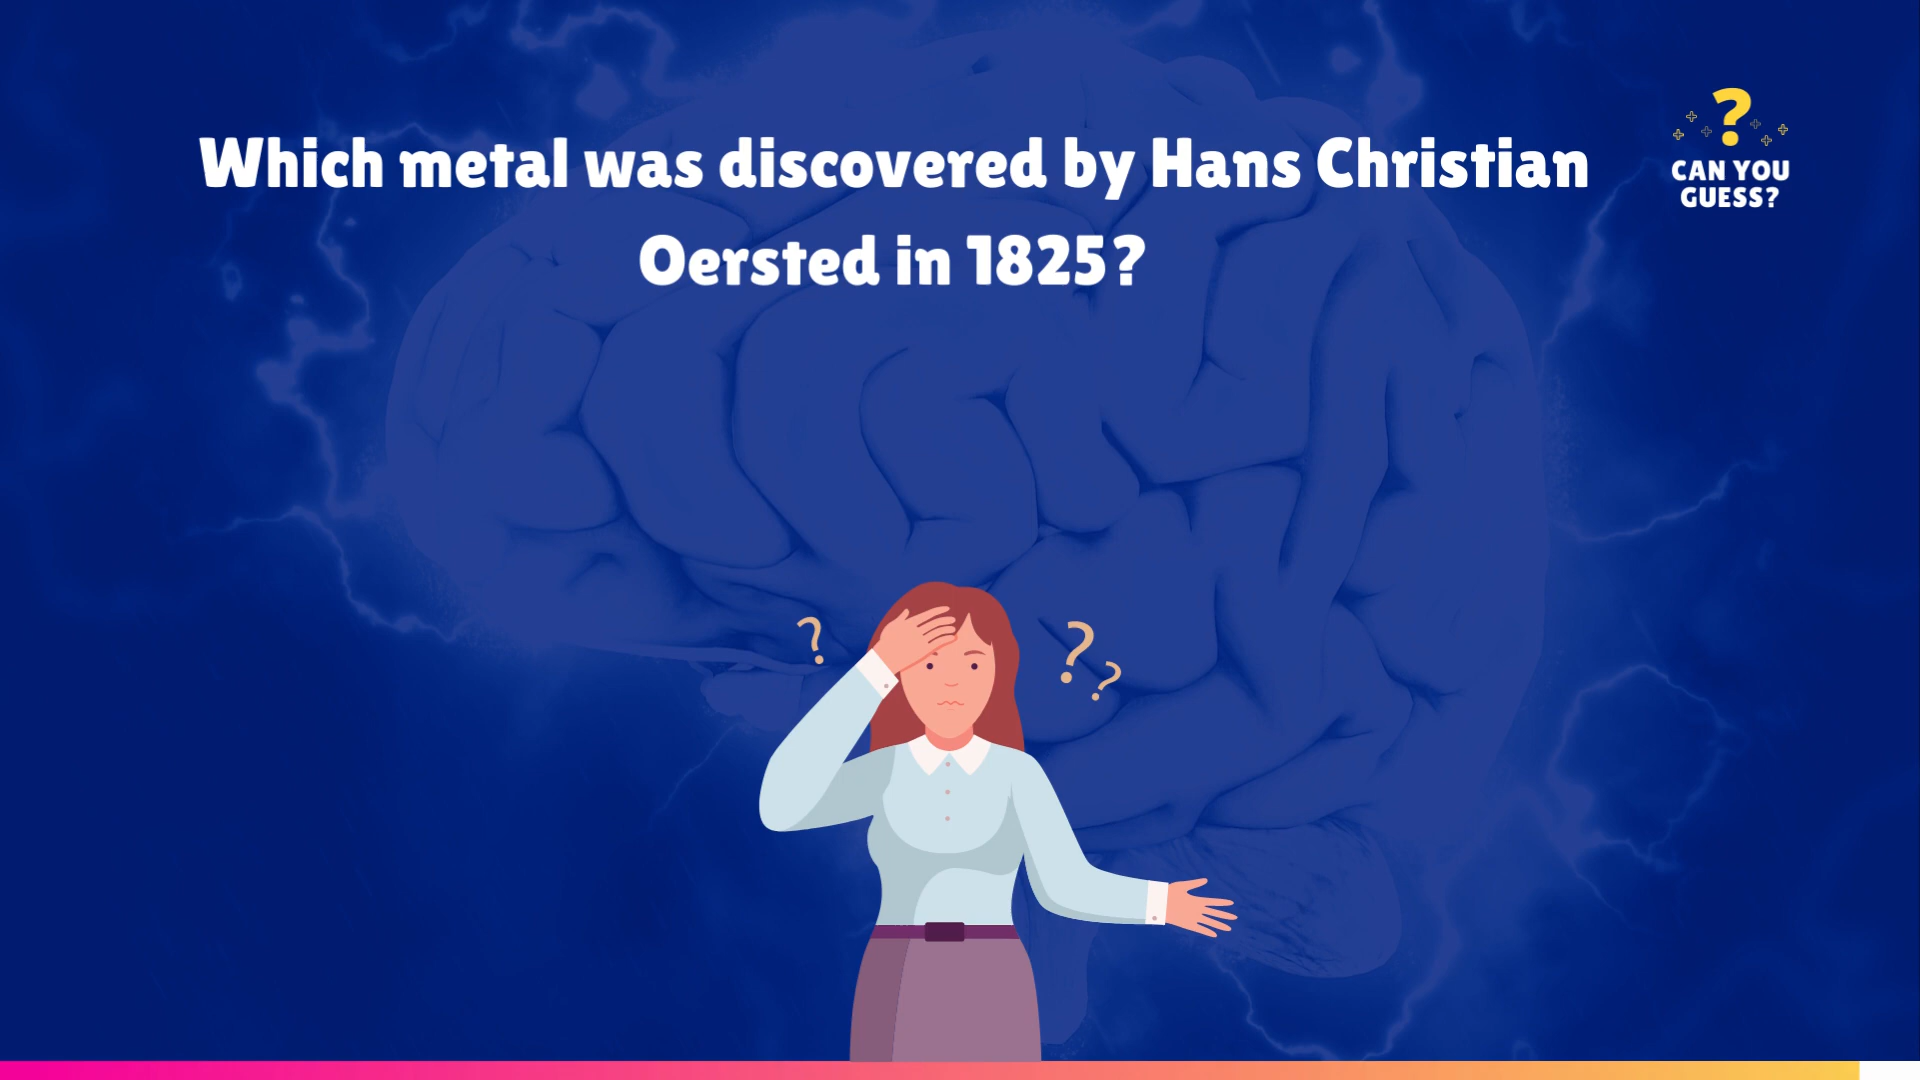 Which metal was discovered by Hans Christian
Oersted in 1825?
?
CAN YOU
GUESS?
?
?
?